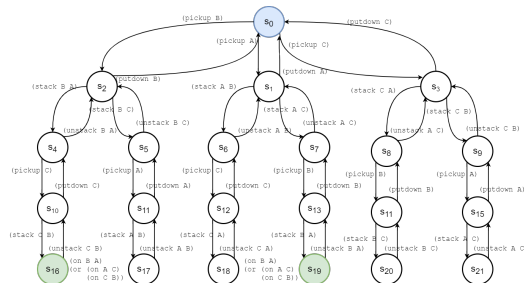 s0
(pickup B)
(putdown C)
(pickup A)
(pickup C)
(putdown B)
(putdown A)
s2
s1
s3
(stack B A)
(stack B C)
(stack A B)
(stack A C)
(stack C A)
(stack C B)
(unstack B A)
(unstack B C)
(unstack A B)
(unstack A C)
(unstack C A)
(unstack C B)
s4
s5
s6
s7
s8
s9
(pickup C)
(putdown C)
(pickup A)
(putdown A)
(pickup C)
(putdown C)
(pickup B)
(putdown B)
(pickup B)
(putdown B)
(pickup A)
(putdown A)
s10
s11
s12
s13
s11
s15
(stack C B)
(unstack C B)
(stack A B)
(unstack A B)
(stack C A)
(unstack C A)
(stack B A)
(unstack B A)
(stack B C)
(unstack B C)
(stack A C)
(unstack A C)
s16
(on B A)
(or (on A C)
(on C B))
s17
s18
(on B A)
(or (on A C)
(on C B))
s19
s20
s21